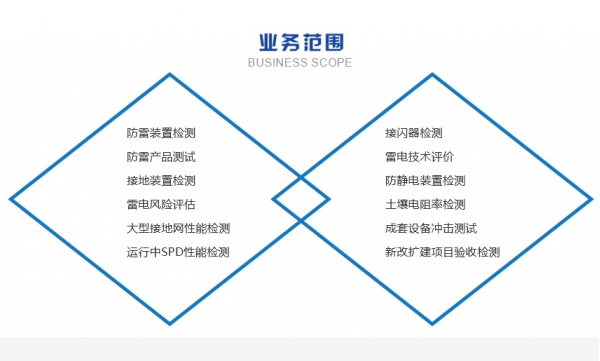 业务范围
BUSINESS SCOPE
防雷装置检测
防雷产品测试
接地装置检测
雷电风险评估
大型接地网性能检测
运行中SPD性能检测
接闪器检测
雷电技术评价
防静电装置检测
土壤电阻率检测
成套设备冲击测试
新改扩建项目验收检测